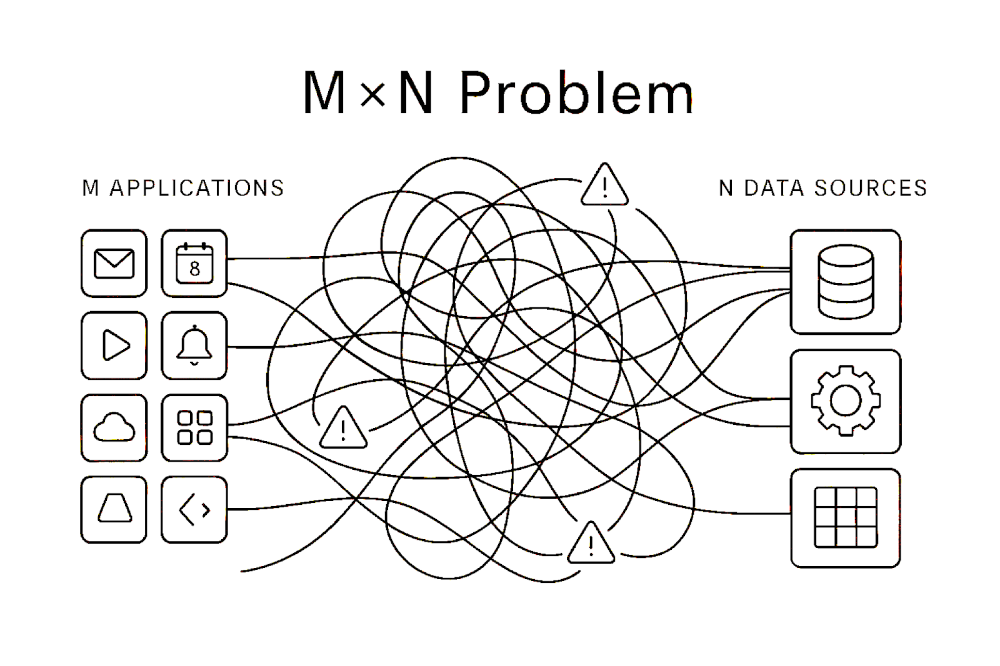 M × N Problem
M APPLICATIONS
N DATA SOURCES
!
8
!
!